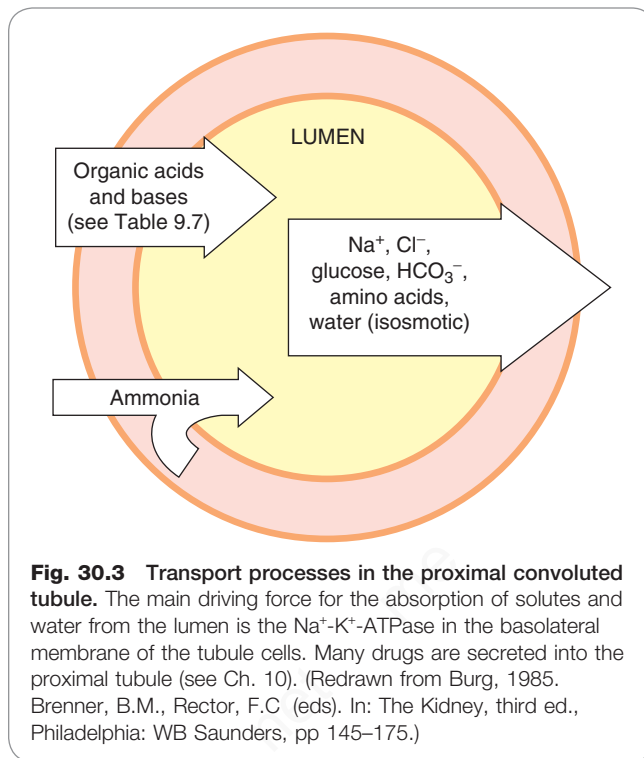 LUMEN
Organic acids
and bases
(see Table 9.7)
Na⁺, Cl⁻,
glucose, HCO₃⁻,
amino acids,
water (isosmotic)
Ammonia
Fig. 30.3 Transport processes in the proximal convoluted
tubule. The main driving force for the absorption of solutes and
water from the lumen is the Na⁺-K⁺-ATPase in the basolateral
membrane of the tubule cells. Many drugs are secreted into the
proximal tubule (see Ch. 10). (Redrawn from Burg, 1985.
Brenner, B.M., Rector, F.C (eds). In: The Kidney, third ed.,
Philadelphia: WB Saunders, pp 145–175.)